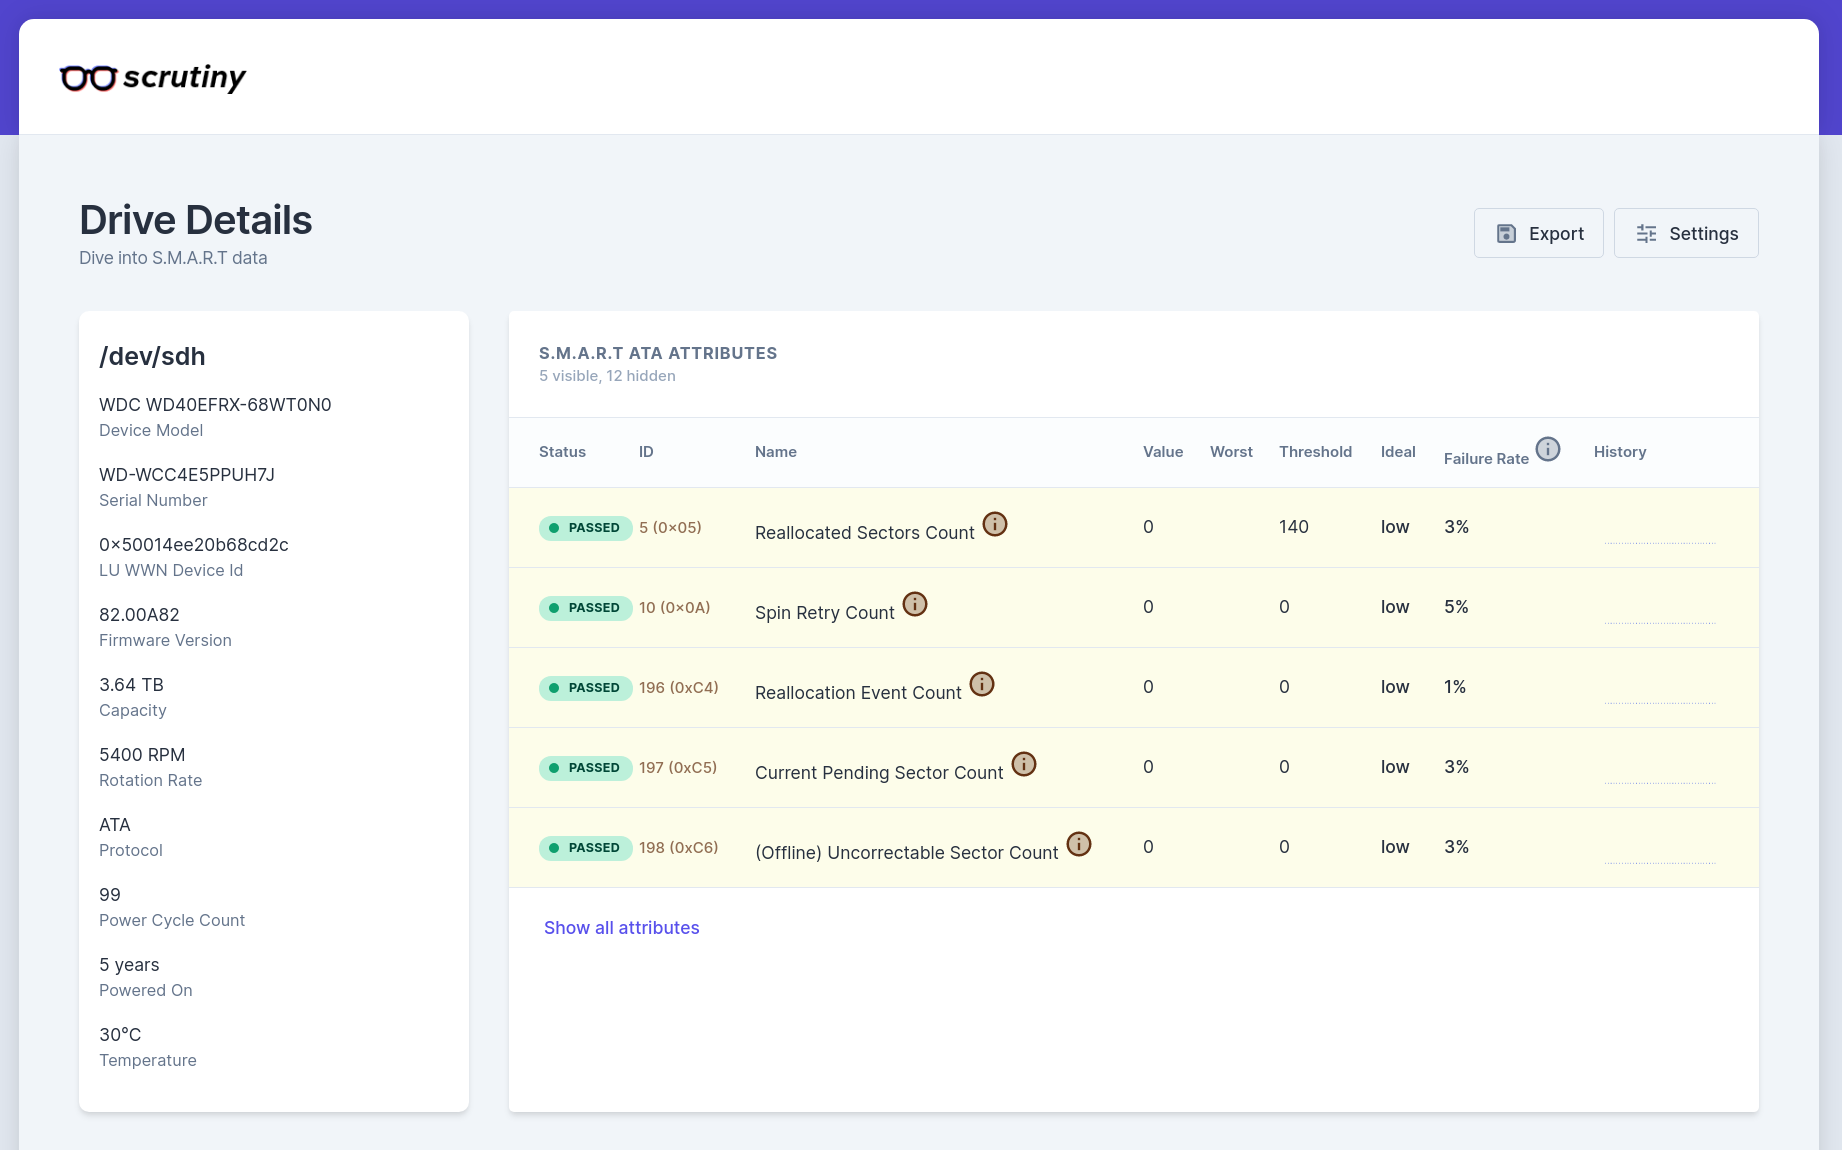 scrutiny
Drive Details
Dive into S.M.A.R.T data
Export
Settings
/dev/sdh
WDC WD40EFRX-68WT0N0
Device Model
WD-WCC4E5PPUH7J
Serial Number
0x50014ee20b68cd2c
LU WWN Device Id
82.00A82
Firmware Version
3.64 TB
Capacity
5400 RPM
Rotation Rate
ATA
Protocol
99
Power Cycle Count
5 years
Powered On
30°C
Temperature
S.M.A.R.T ATA ATTRIBUTES
5 visible, 12 hidden
Status ID Name Value Worst Threshold Ideal Failure Rate History
PASSED 5 (0x05) Reallocated Sectors Count 0 140 low 3%
PASSED 10 (0x0A) Spin Retry Count 0 0 low 5%
PASSED 196 (0xC4) Reallocation Event Count 0 0 low 1%
PASSED 197 (0xC5) Current Pending Sector Count 0 0 low 3%
PASSED 198 (0xC6) (Offline) Uncorrectable Sector Count 0 0 low 3%
Show all attributes